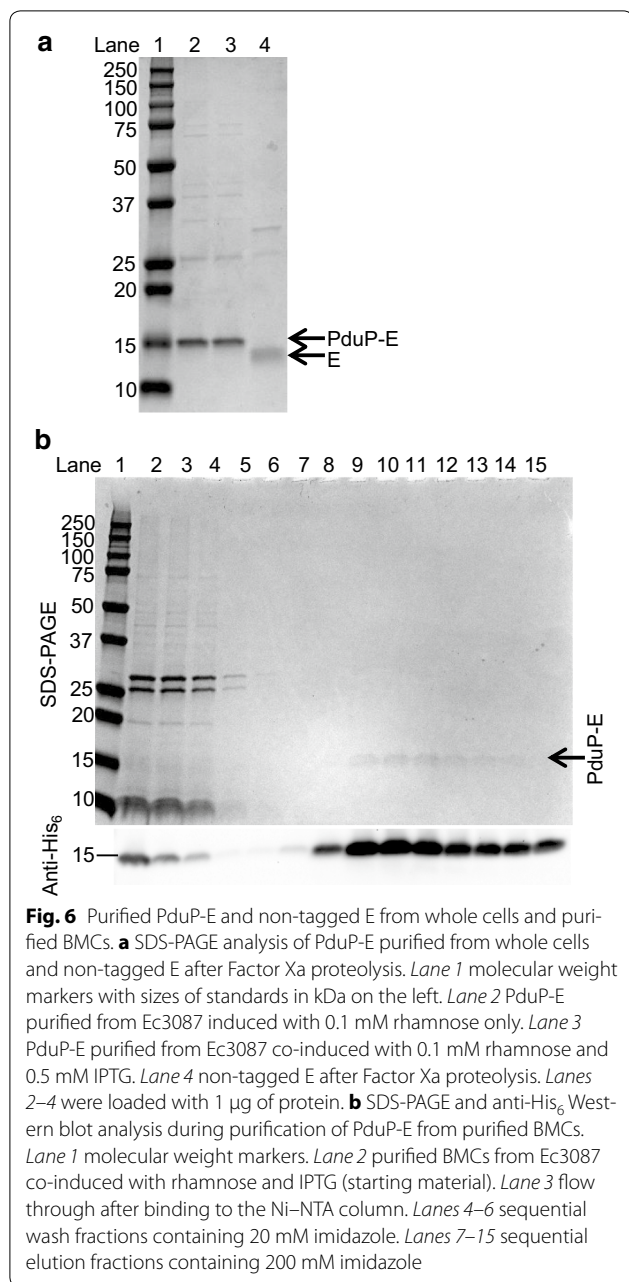 a
Lane 1 2 3 4
250
150
100
75
50
37
25
20
15
10
PduP-E
E
b
Lane 1 2 3 4 5 6 7 8 9 10 11 12 13 14 15
250
150
100
75
50
37
25
20
15
10
SDS-PAGE
PduP-E
Anti-His6
15
Fig. 6 Purified PduP-E and non-tagged E from whole cells and puri-
fied BMCs. a SDS-PAGE analysis of PduP-E purified from whole cells
and non-tagged E after Factor Xa proteolysis. Lane 1 molecular weight
markers with sizes of standards in kDa on the left. Lane 2 PduP-E
purified from Ec3087 induced with 0.1 mM rhamnose only. Lane 3
PduP-E purified from Ec3087 co-induced with 0.1 mM rhamnose and
0.5 mM IPTG. Lane 4 non-tagged E after Factor Xa proteolysis. Lanes
2–4 were loaded with 1 μg of protein. b SDS-PAGE and anti-His6 West-
ern blot analysis during purification of PduP-E from purified BMCs.
Lane 1 molecular weight markers. Lane 2 purified BMCs from Ec3087
co-induced with rhamnose and IPTG (starting material). Lane 3 flow
through after binding to the Ni–NTA column. Lanes 4–6 sequential
wash fractions containing 20 mM imidazole. Lanes 7–15 sequential
elution fractions containing 200 mM imidazole